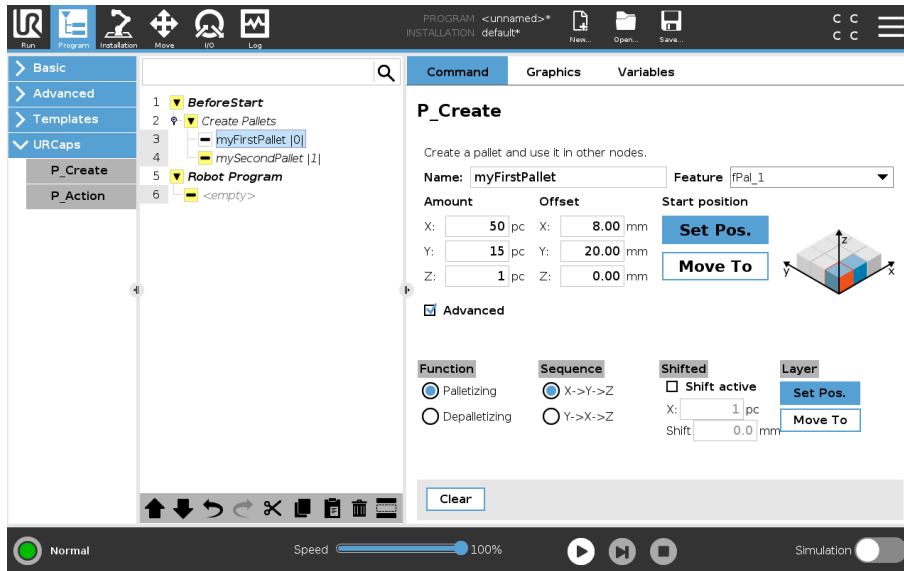 PROGRAM <unnamed>*
INSTALLATION default*
UR
Run
Program
Installation
Move
I/O
Log
New...
Open...
Save...
C C
C C
Basic
Advanced
Templates
URCaps
P_Create
P_Action
1 BeforeStart
2 Create Pallets
3 myFirstPallet |0|
4 mySecondPallet |1|
5 Robot Program
6 <empty>
Command Graphics Variables
P_Create
Create a pallet and use it in other nodes.
Name: myFirstPallet Feature fPal_1
Amount Offset Start position
X: 50 pc X: 8.00 mm Set Pos.
Y: 15 pc Y: 20.00 mm
Z: 1 pc Z: 0.00 mm Move To
z
y x
Advanced
Function Sequence Shifted Layer
Palletizing X->Y->Z Shift active Set Pos.
Depalletizing Y->X->Z X: 1 pc Move To
Shift 0.0 mm
Clear
Normal Speed 100% Simulation